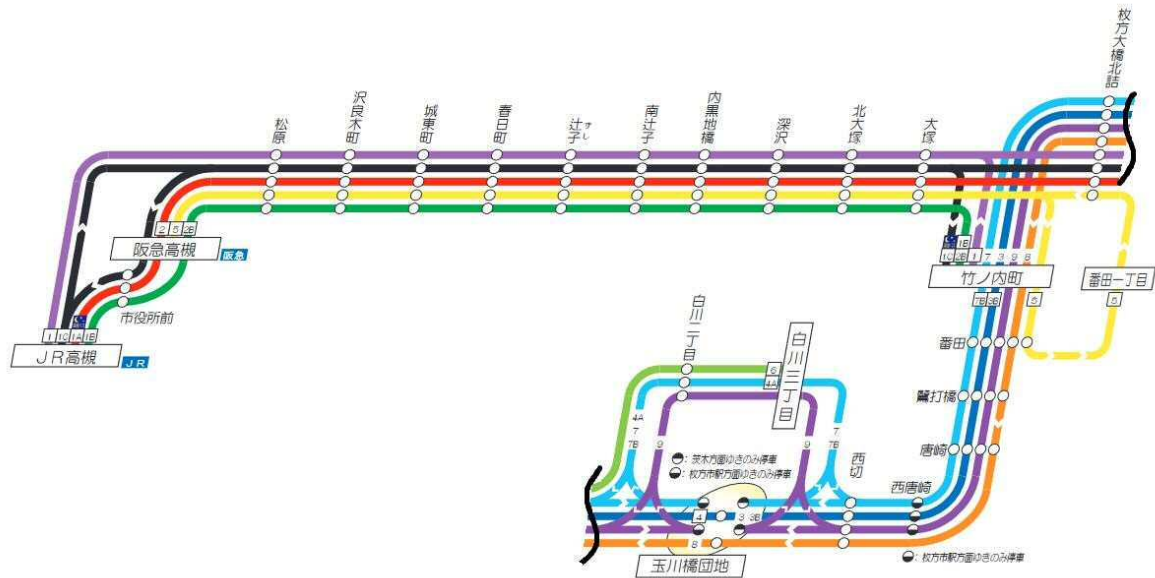 枚方大橋北詰
松原
沢良木町
城東町
春日町
辻子
ずし
南辻子
内黒地橋
深沢
北大塚
大塚
2 5 2B
阪急高槻
阪急
市役所前
1 1C 1A 1B
JR高槻
JR
1B
1C 2B 1 7 3 9 8
竹ノ内町
7B 3B 5
番田一丁目
5
番田
鷺打橋
唐崎
西唐崎
白川二丁目
白川三丁目
6
4A
4A
7
7B
9
9
7
7B
:茨木方面ゆきのみ停車
:枚方市駅方面ゆきのみ停車
西切
4 3 3B
8
玉川橋団地
:枚方市駅方面ゆきのみ停車